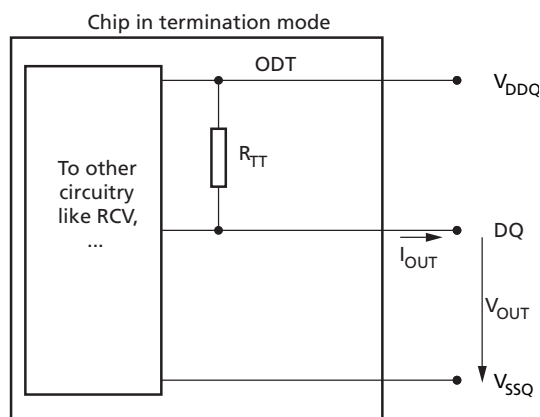 Chip in termination mode
ODT
V_DDQ
To other
circuitry
like RCV,
...
R_TT
DQ
I_OUT
V_OUT
V_SSQ